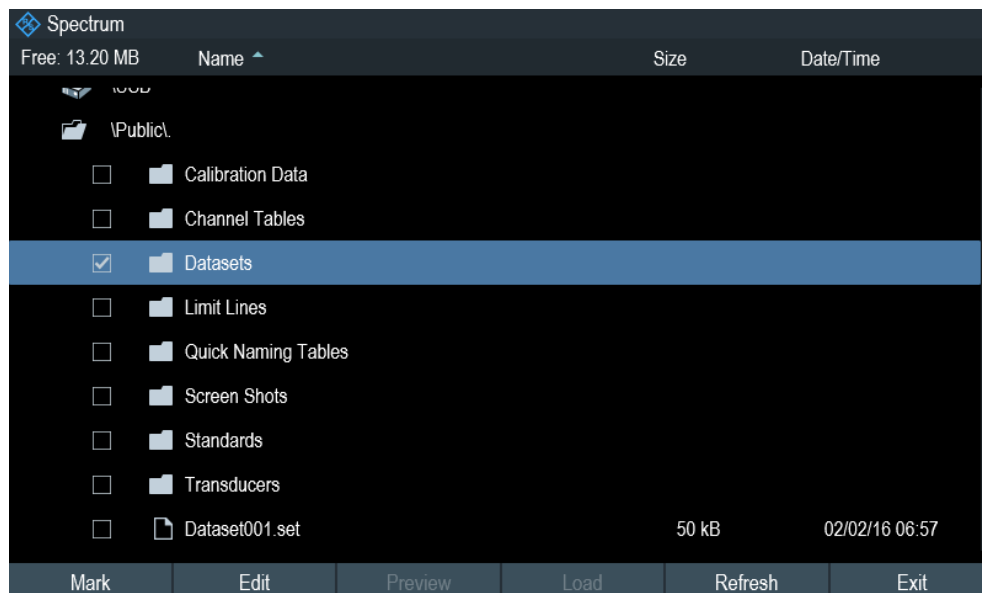 Spectrum
Free: 13.20 MB Name Size Date/Time
\Public\.
Calibration Data
Channel Tables
Datasets
Limit Lines
Quick Naming Tables
Screen Shots
Standards
Transducers
Dataset001.set 50 kB 02/02/16 06:57
Mark Edit Preview Load Refresh Exit